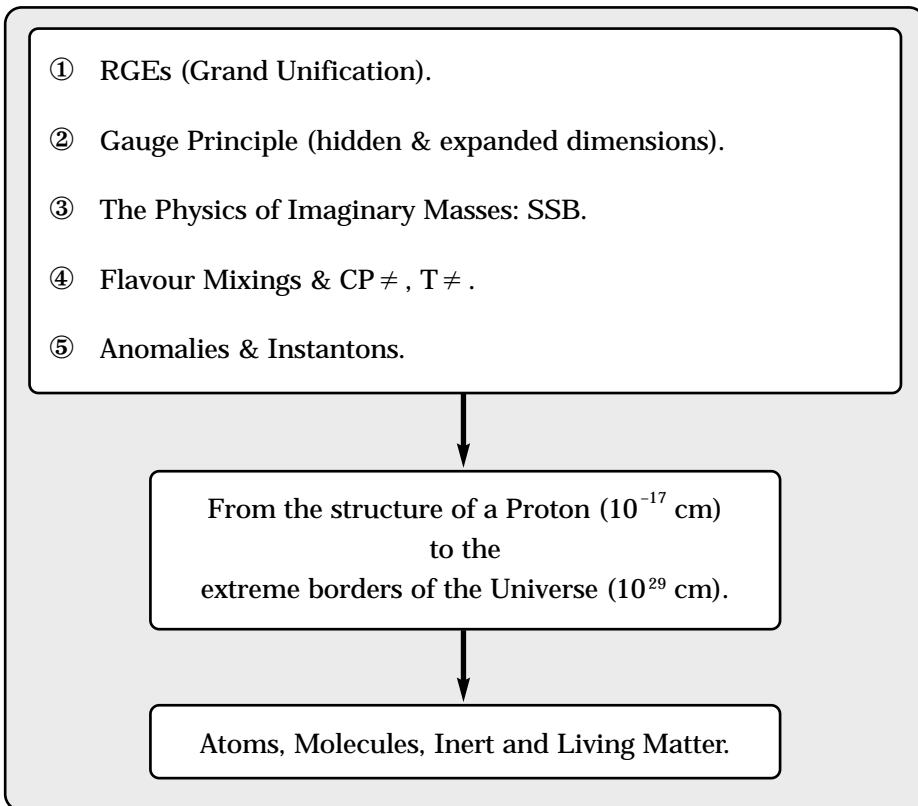 ① RGEs (Grand Unification).
② Gauge Principle (hidden & expanded dimensions).
③ The Physics of Imaginary Masses: SSB.
④ Flavour Mixings & CP ≠ , T ≠ .
⑤ Anomalies & Instantons.
From the structure of a Proton (10⁻¹⁷ cm)
to the
extreme borders of the Universe (10²⁹ cm).
Atoms, Molecules, Inert and Living Matter.